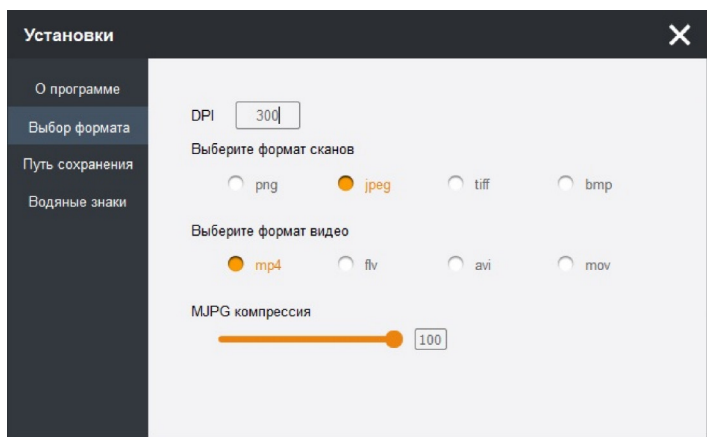 Установки
О программе
Выбор формата
Путь сохранения
Водяные знаки
DPI 300
Выберите формат сканов
png jpeg tiff bmp
Выберите формат видео
mp4 flv avi mov
MJPG компрессия
100